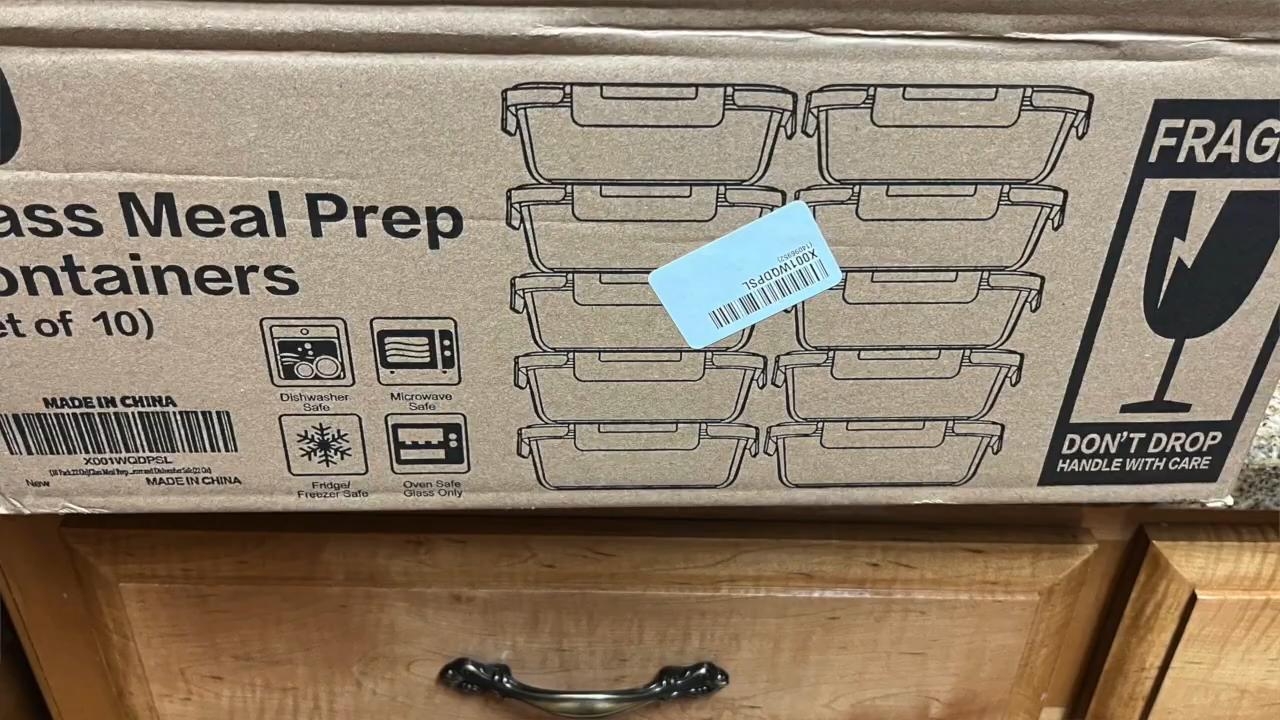 ass Meal Prep
ontainers
et of 10)
MADE IN CHINA
X001WQDPSL
New
MADE IN CHINA
Dishwasher
Safe
Microwave
Safe
Fridge/
Freezer Safe
Oven Safe
Glass Only
X001WQDPSL
FRAG
DON'T DROP
HANDLE WITH CARE